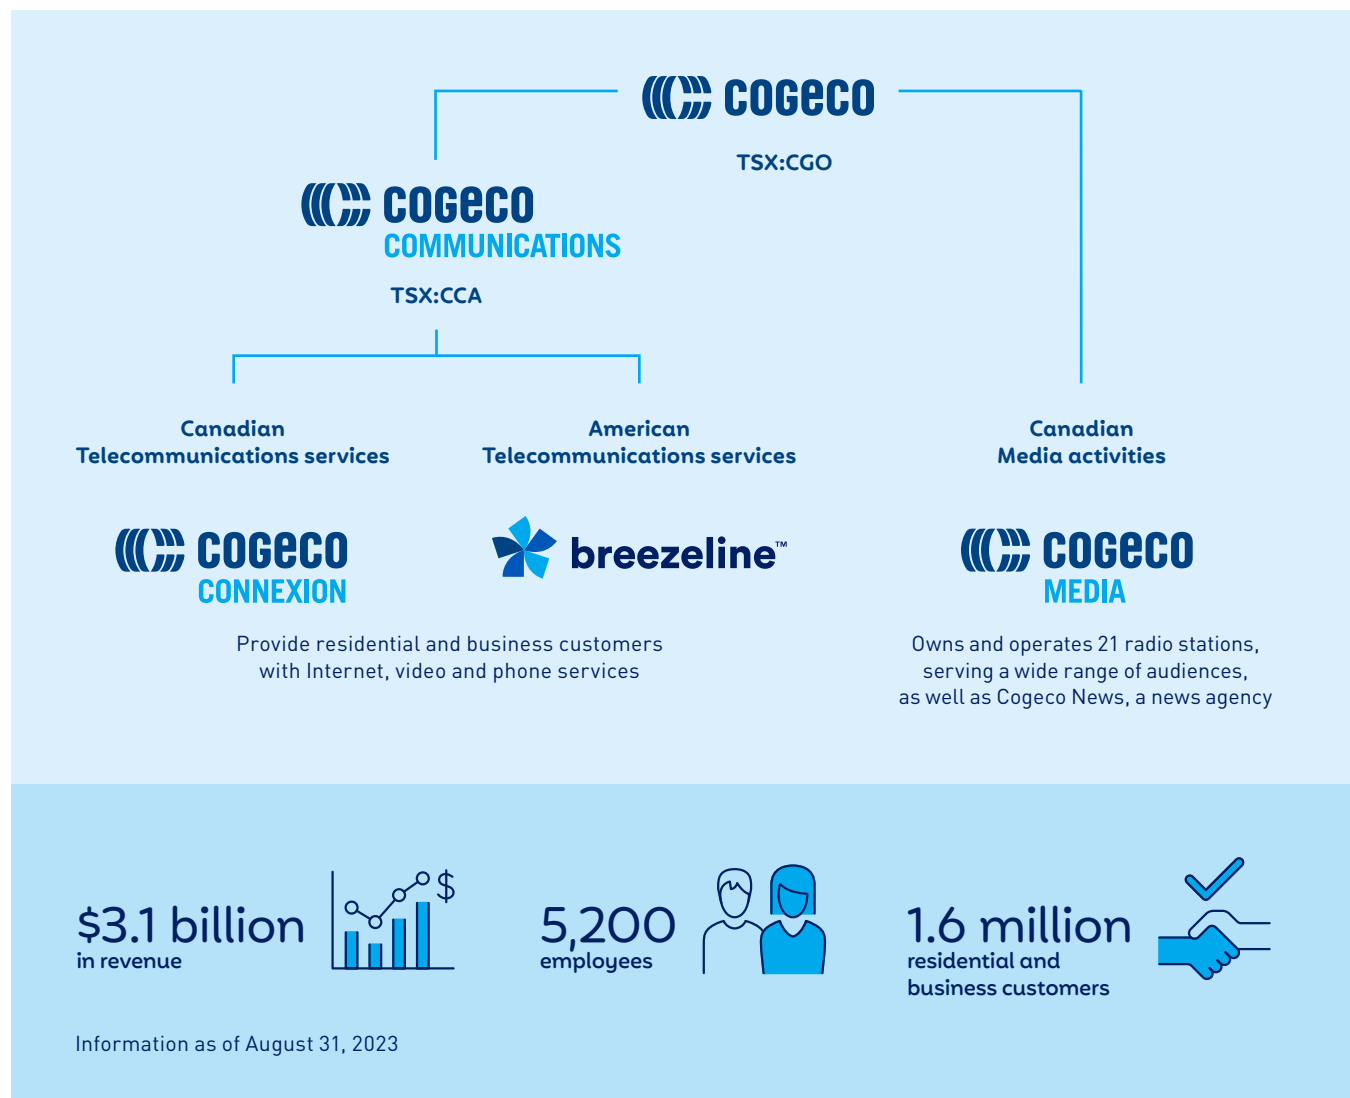 COGECO
TSX:CGO
COGECO
COMMUNICATIONS
TSX:CCA
Canadian
Telecommunications services
American
Telecommunications services
Canadian
Media activities
COGECO
CONNEXION
breezeline™
COGECO
MEDIA
Provide residential and business customers
with Internet, video and phone services
Owns and operates 21 radio stations,
serving a wide range of audiences,
as well as Cogeco News, a news agency
$3.1 billion
in revenue
$
5,200
employees
1.6 million
residential and
business customers
Information as of August 31, 2023